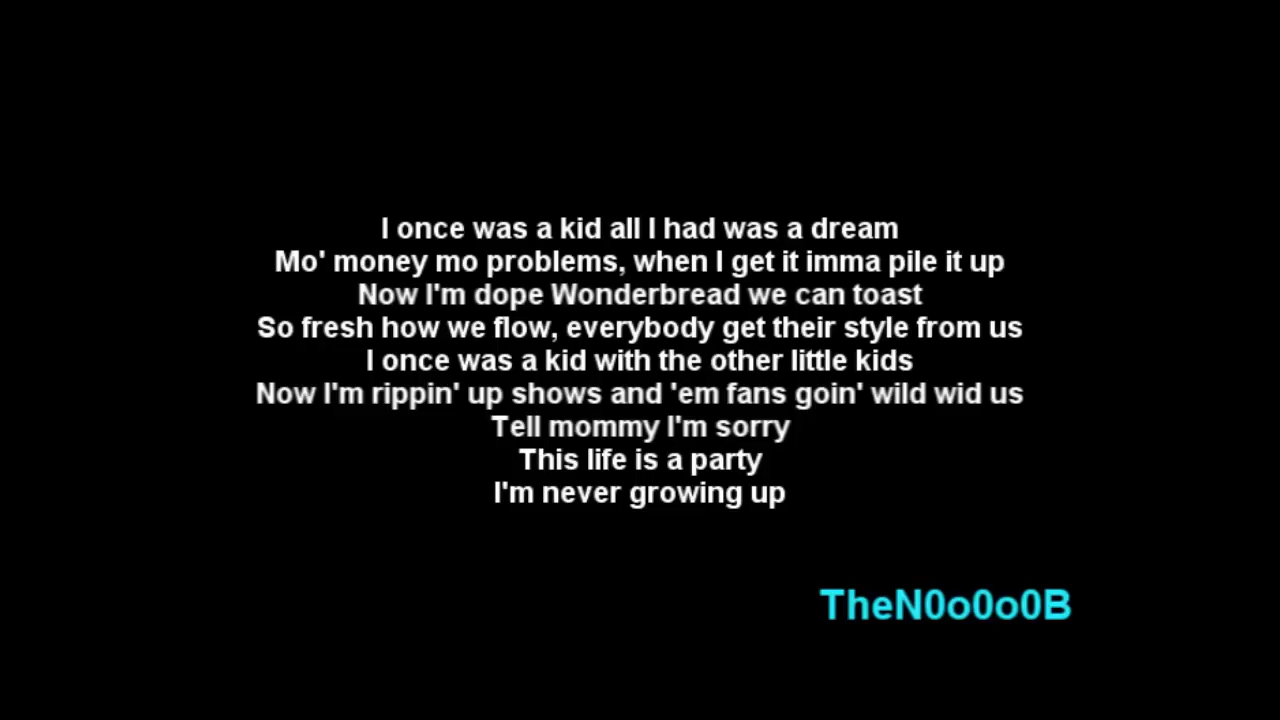 I once was a kid all I had was a dream
Mo' money mo problems, when I get it imma pile it up
Now I'm dope Wonderbread we can toast
So fresh how we flow, everybody get their style from us
I once was a kid with the other little kids
Now I'm rippin' up shows and 'em fans goin' wild wid us
Tell mommy I'm sorry
This life is a party
I'm never growing up
TheN0o0o0B